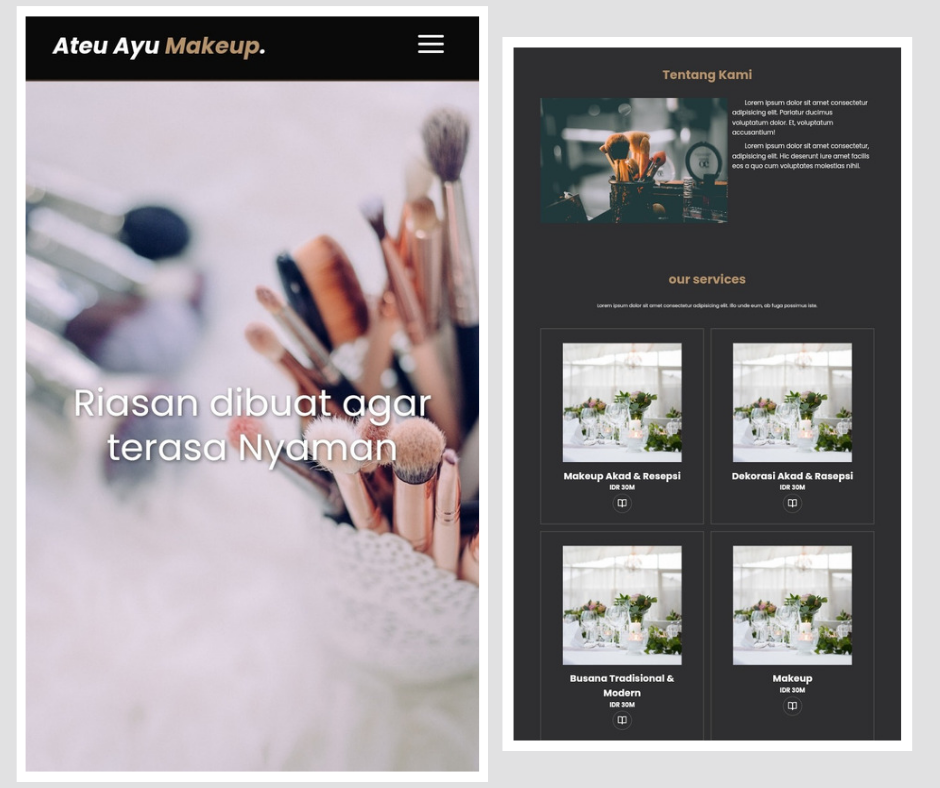 Ateu Ayu Makeup.
Riasan dibuat agar
terasa Nyaman
Tentang Kami
Lorem ipsum dolor sit amet consectetur
adipisicing elit. Pariatur ducimus
voluptatum dolor. Et, voluptatum
accusantium!
Lorem ipsum dolor sit amet consectetur,
adipisicing elit. Hic deserunt iure amet facilis
eos a quo cum voluptates molestias nihil.
our services
Lorem ipsum dolor sit amet consectetur adipisicing elit. Illo unde eum, ab fuga possimus iste.
Makeup Akad & Resepsi
IDR 30M
Dekorasi Akad & Rasepsi
IDR 30M
Busana Tradisional &
Modern
IDR 30M
Makeup
IDR 30M